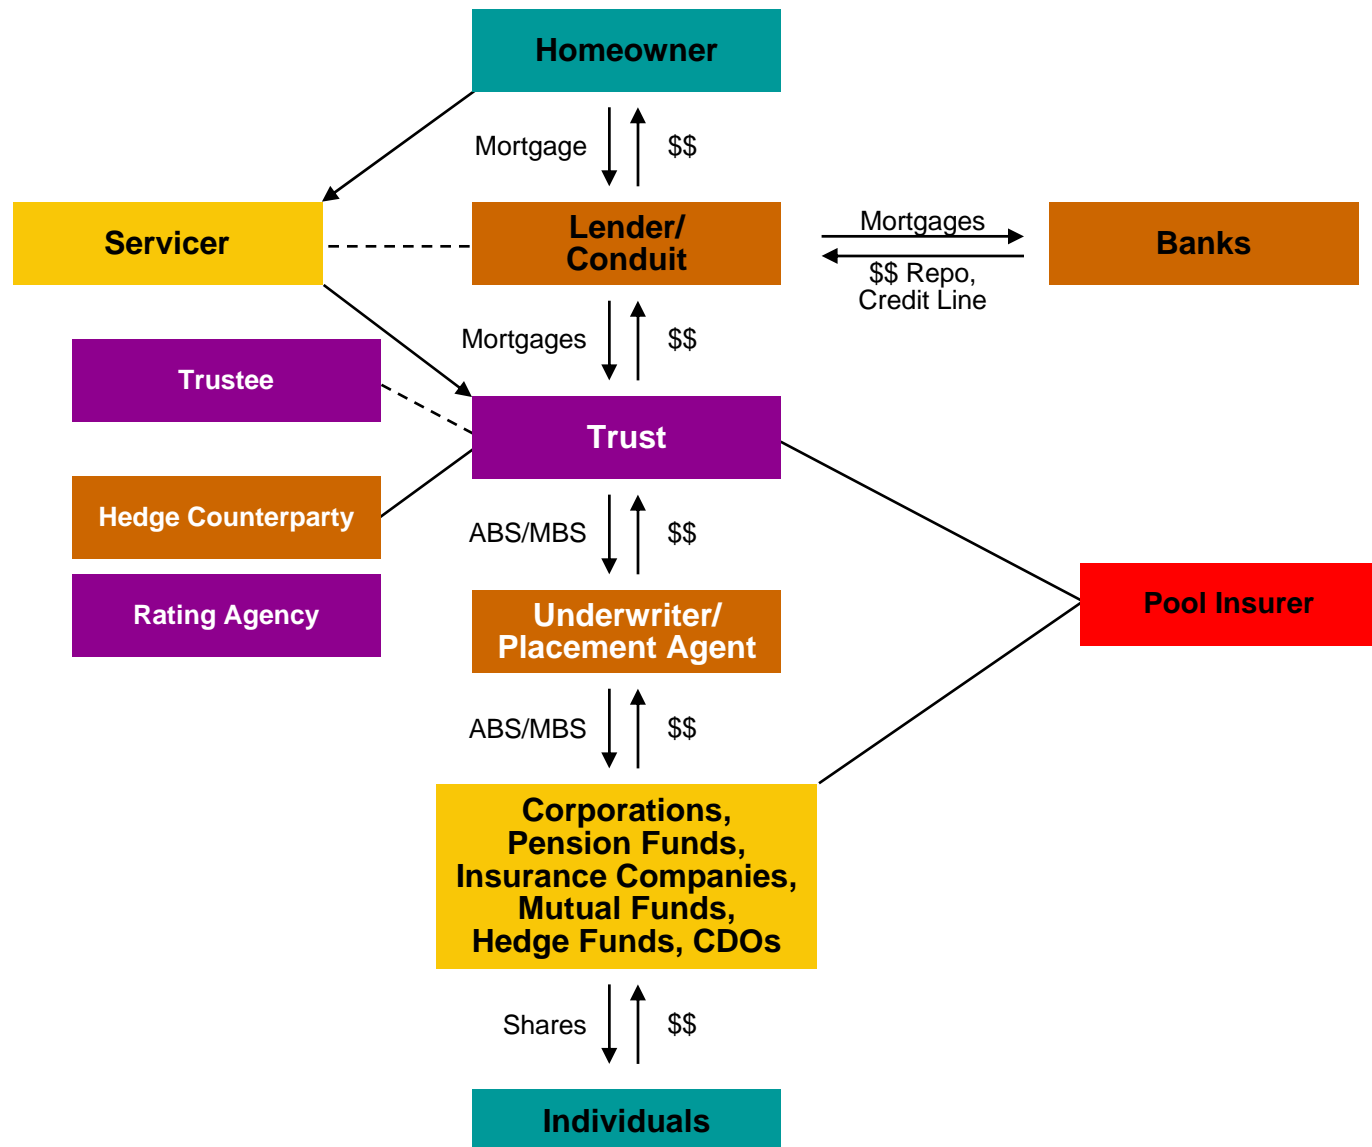 Homeowner
Mortgage
$$
Servicer
Lender/
Conduit
Mortgages
$$ Repo,
Credit Line
Banks
Mortgages
$$
Trustee
Trust
Hedge Counterparty
ABS/MBS
$$
Rating Agency
Underwriter/
Placement Agent
Pool Insurer
ABS/MBS
$$
Corporations,
Pension Funds,
Insurance Companies,
Mutual Funds,
Hedge Funds, CDOs
Shares
$$
Individuals